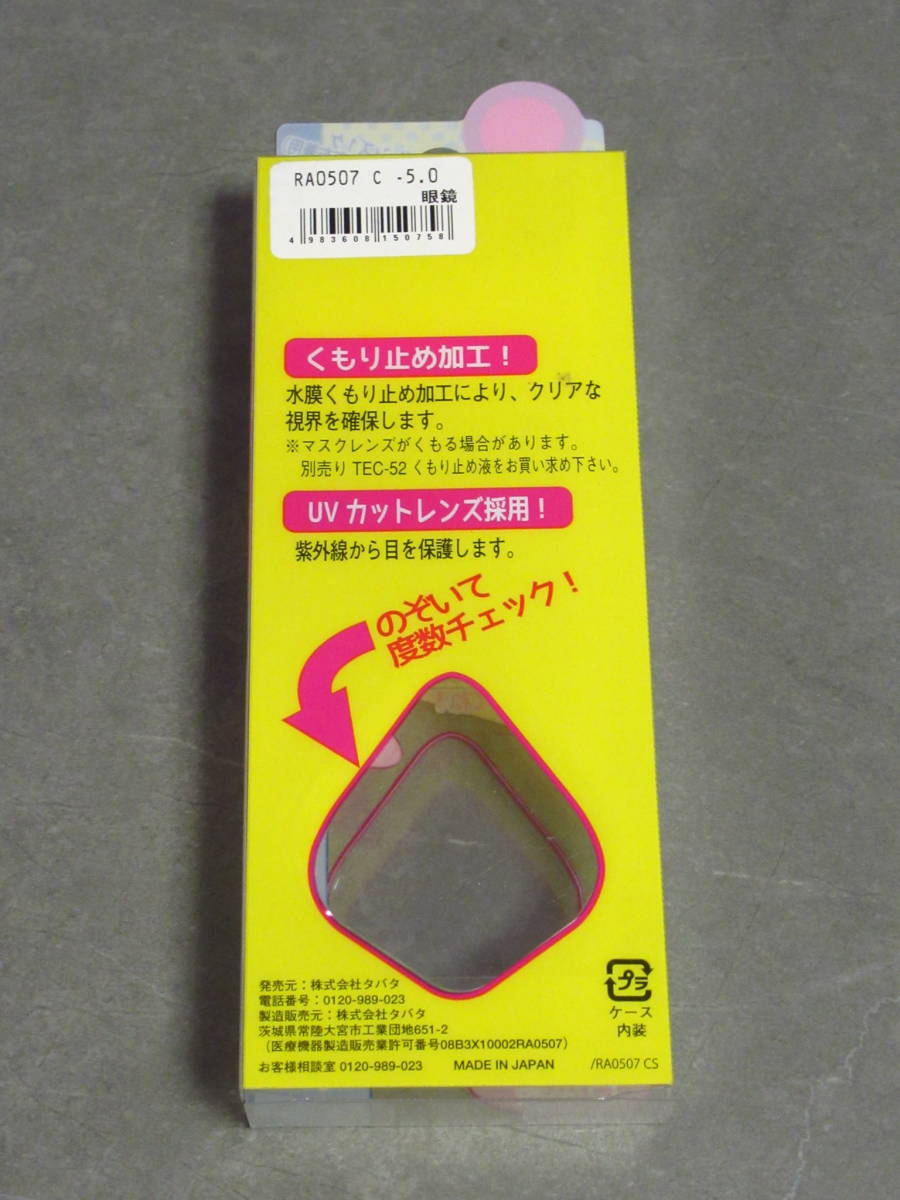 RA0507 C -5.0
眼鏡
4 983608 150758
くもり止め加工!
水膜くもり止め加工により、クリアな
視界を確保します。
※マスクレンズがくもる場合があります。
別売り TEC-52 くもり止め液をお買い求め下さい。
UVカットレンズ採用!
紫外線から目を保護します。
のぞいて
度数チェック!
発売元:株式会社タバタ
電話番号:0120-989-023
製造販売元:株式会社タバタ
茨城県常陸大宮市工業団地651-2
(医療機器製造販売業許可番号08B3X10002RA0507)
お客様相談室 0120-989-023 MADE IN JAPAN /RA0507 CS
プラ
ケース
内装